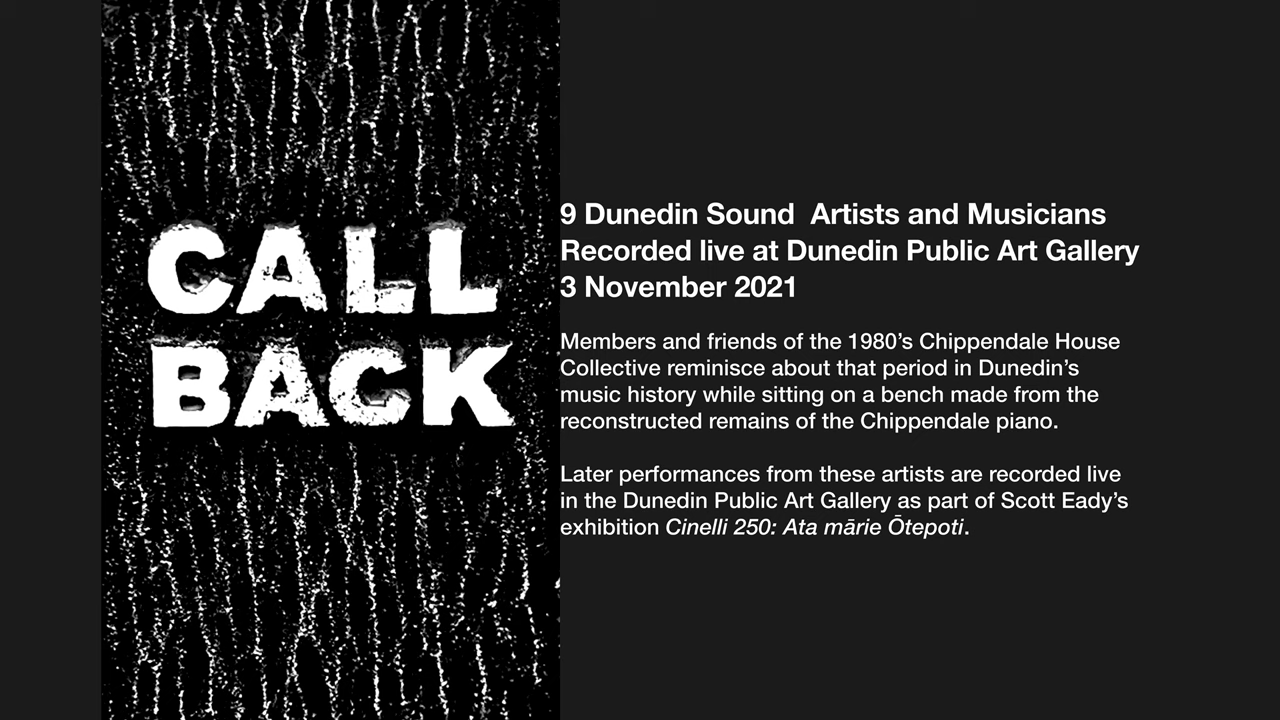 CALL
BACK
9 Dunedin Sound  Artists and Musicians
Recorded live at Dunedin Public Art Gallery
3 November 2021
Members and friends of the 1980’s Chippendale House
Collective reminisce about that period in Dunedin’s
music history while sitting on a bench made from the
reconstructed remains of the Chippendale piano.
Later performances from these artists are recorded live
in the Dunedin Public Art Gallery as part of Scott Eady’s
exhibition Cinelli 250: Ata mārie Ōtepoti.